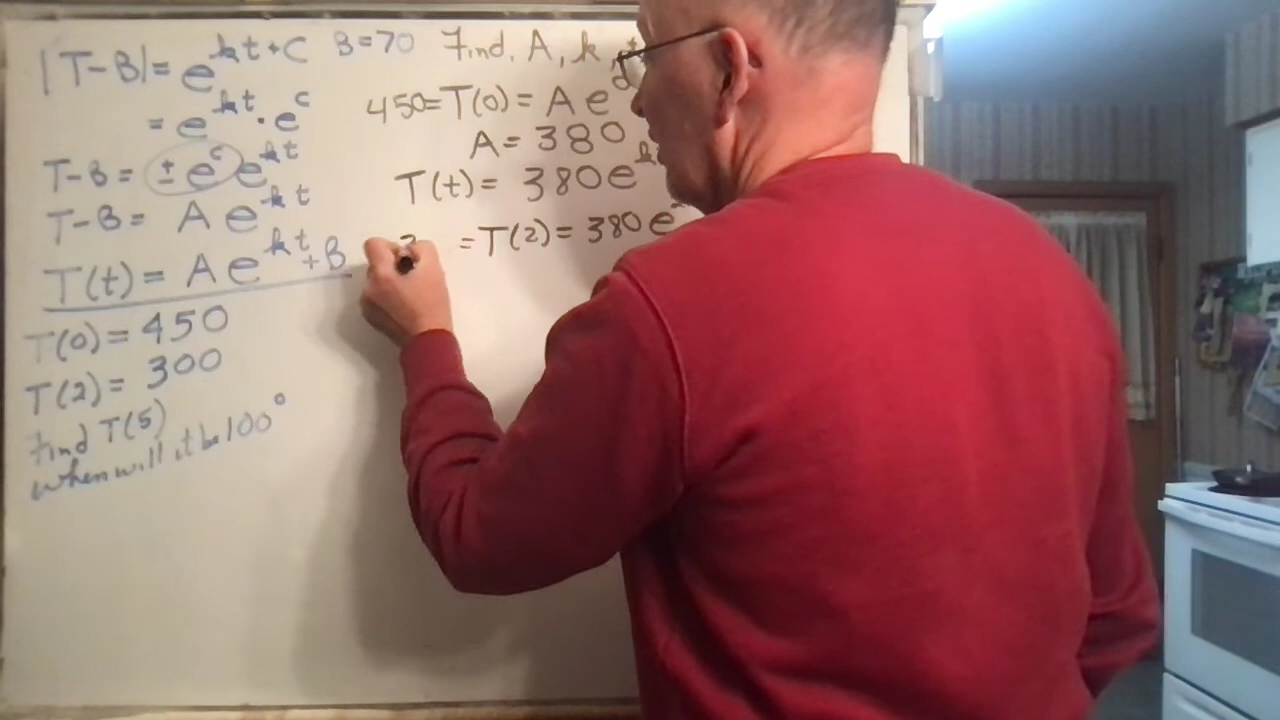 |T-B|= e^kt+C
= e^kt · e^c
T-B= ± e^c e^kt
T-B= A e^kt
T(t)= A e^kt + B
T(0)=450
T(2)= 300
Find T(5)
when will it be 100°
B=70 Find, A, k,
450=T(0)= A e
A= 380
T(t)= 380e^k
=T(2)= 380 e